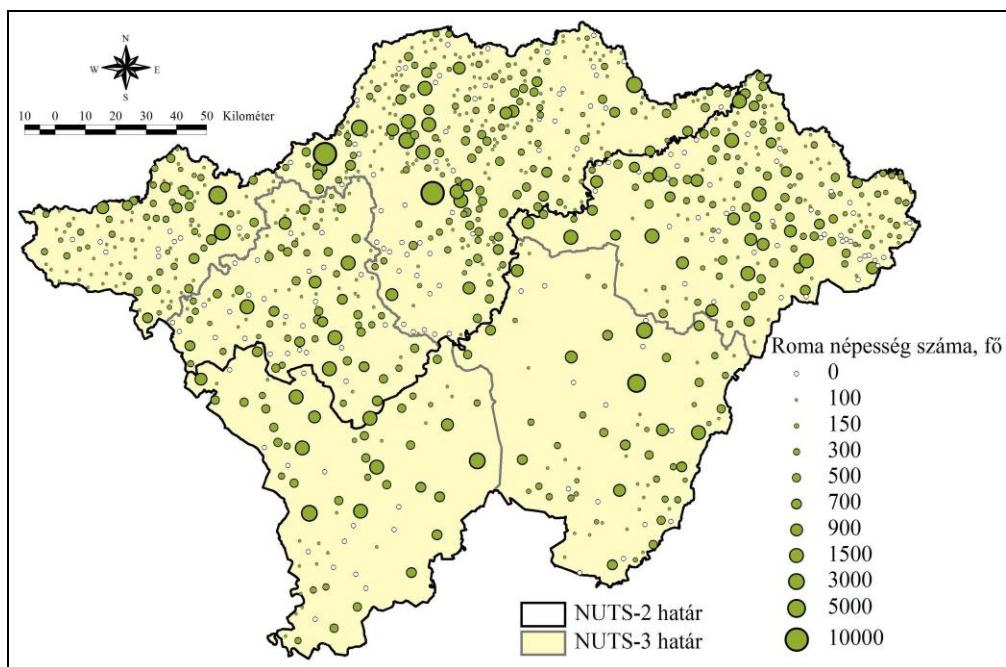 N
W E
S
10 0 10 20 30 40 50 Kilométer
Roma népesség száma, fő
0
100
150
300
500
700
900
1500
3000
5000
10000
NUTS-2 határ
NUTS-3 határ